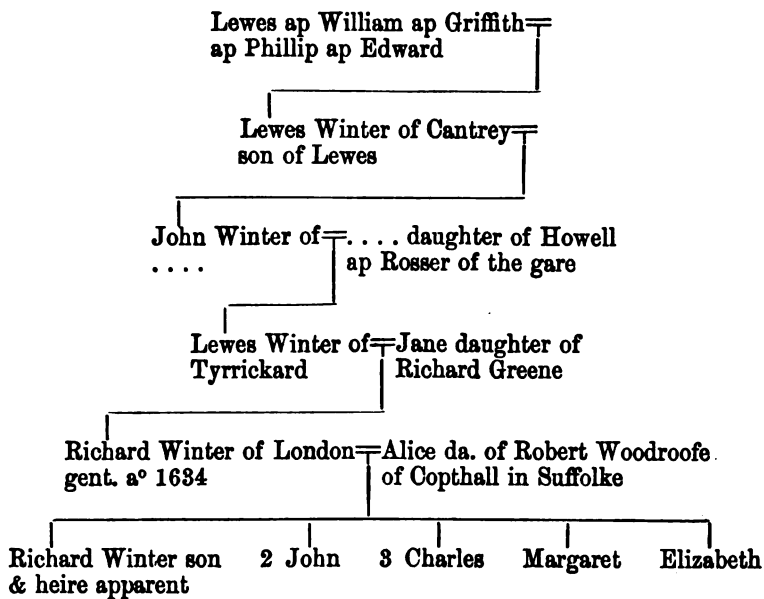 Lewes ap William ap Griffith
ap Phillip ap Edward
Lewes Winter of Cantrey
son of Lewes
John Winter of
. . . .
. . . . daughter of Howell
ap Rosser of the gare
Lewes Winter of
Tyrrickard
Jane daughter of
Richard Greene
Richard Winter of London
gent. aº 1634
Alice da. of Robert Woodroofe
of Copthall in Suffolke
Richard Winter son
& heire apparent
2 John
3 Charles
Margaret
Elizabeth